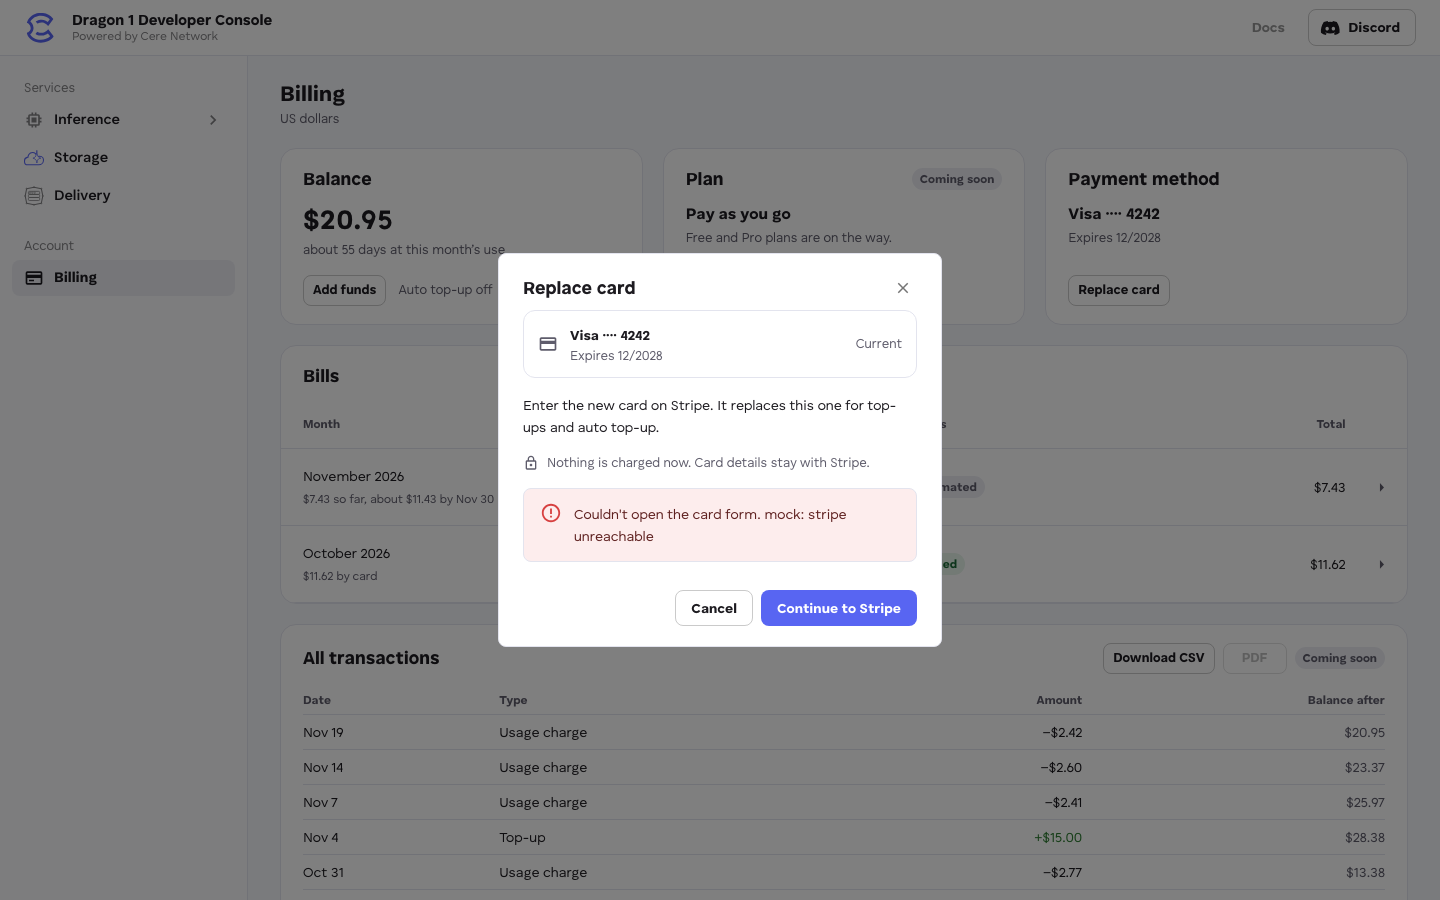 Dragon 1 Developer Console
Powered by Cere Network
Docs
Discord
Services
Inference
Storage
Delivery
Account
Billing
Billing
US dollars
Balance
$20.95
about 55 days at this month's use
Add funds
Auto top-up off
Plan
Coming soon
Pay as you go
Free and Pro plans are on the way.
Payment method
Visa ···· 4242
Expires 12/2028
Replace card
Replace card
Visa ···· 4242
Expires 12/2028
Current
Enter the new card on Stripe. It replaces this one for top-
ups and auto top-up.
Nothing is charged now. Card details stay with Stripe.
Couldn't open the card form. mock: stripe
unreachable
Cancel
Continue to Stripe
Bills
Month
Total
November 2026
$7.43 so far, about $11.43 by Nov 30
$7.43
October 2026
$11.62 by card
$11.62
All transactions
Download CSV
PDF
Coming soon
Date Type Amount Balance after
Nov 19 Usage charge −$2.42 $20.95
Nov 14 Usage charge −$2.60 $23.37
Nov 7 Usage charge −$2.41 $25.97
Nov 4 Top-up +$15.00 $28.38
Oct 31 Usage charge −$2.77 $13.38